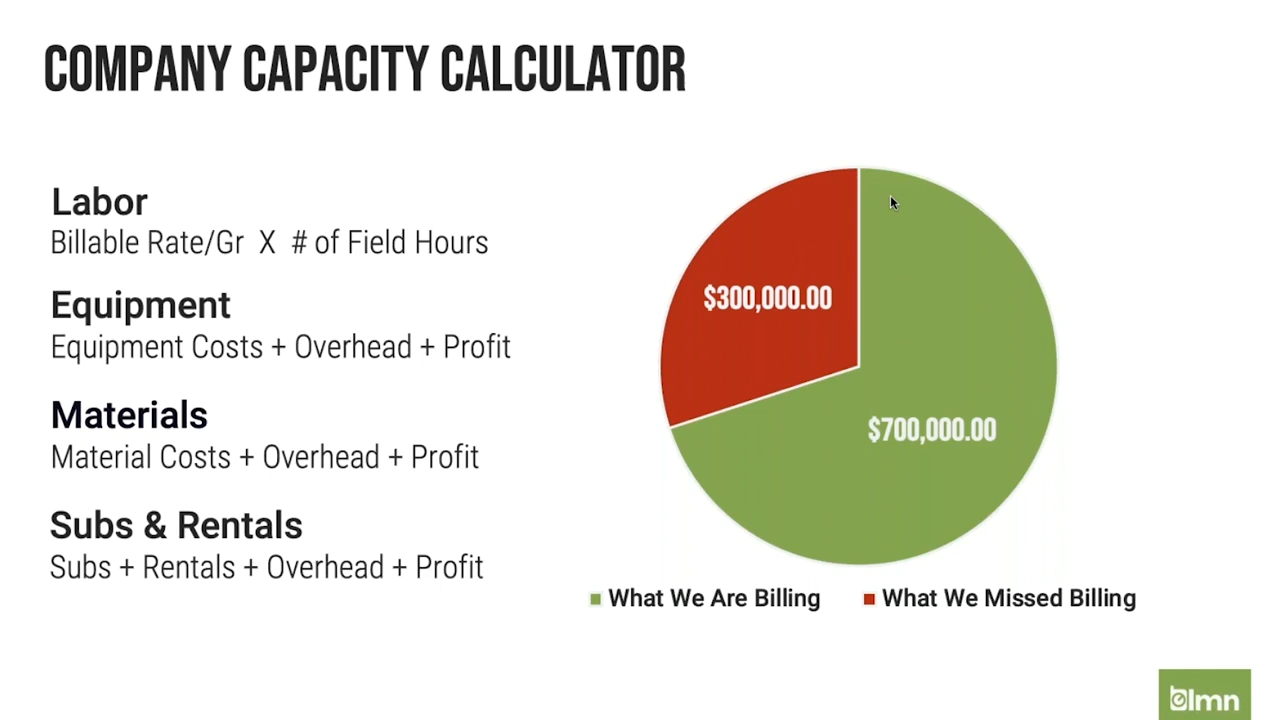 COMPANY CAPACITY CALCULATOR
Labor
Billable Rate/Gr X # of Field Hours
Equipment
Equipment Costs + Overhead + Profit
Materials
Material Costs + Overhead + Profit
Subs & Rentals
Subs + Rentals + Overhead + Profit
$300,000.00
$700,000.00
What We Are Billing
What We Missed Billing
lmn